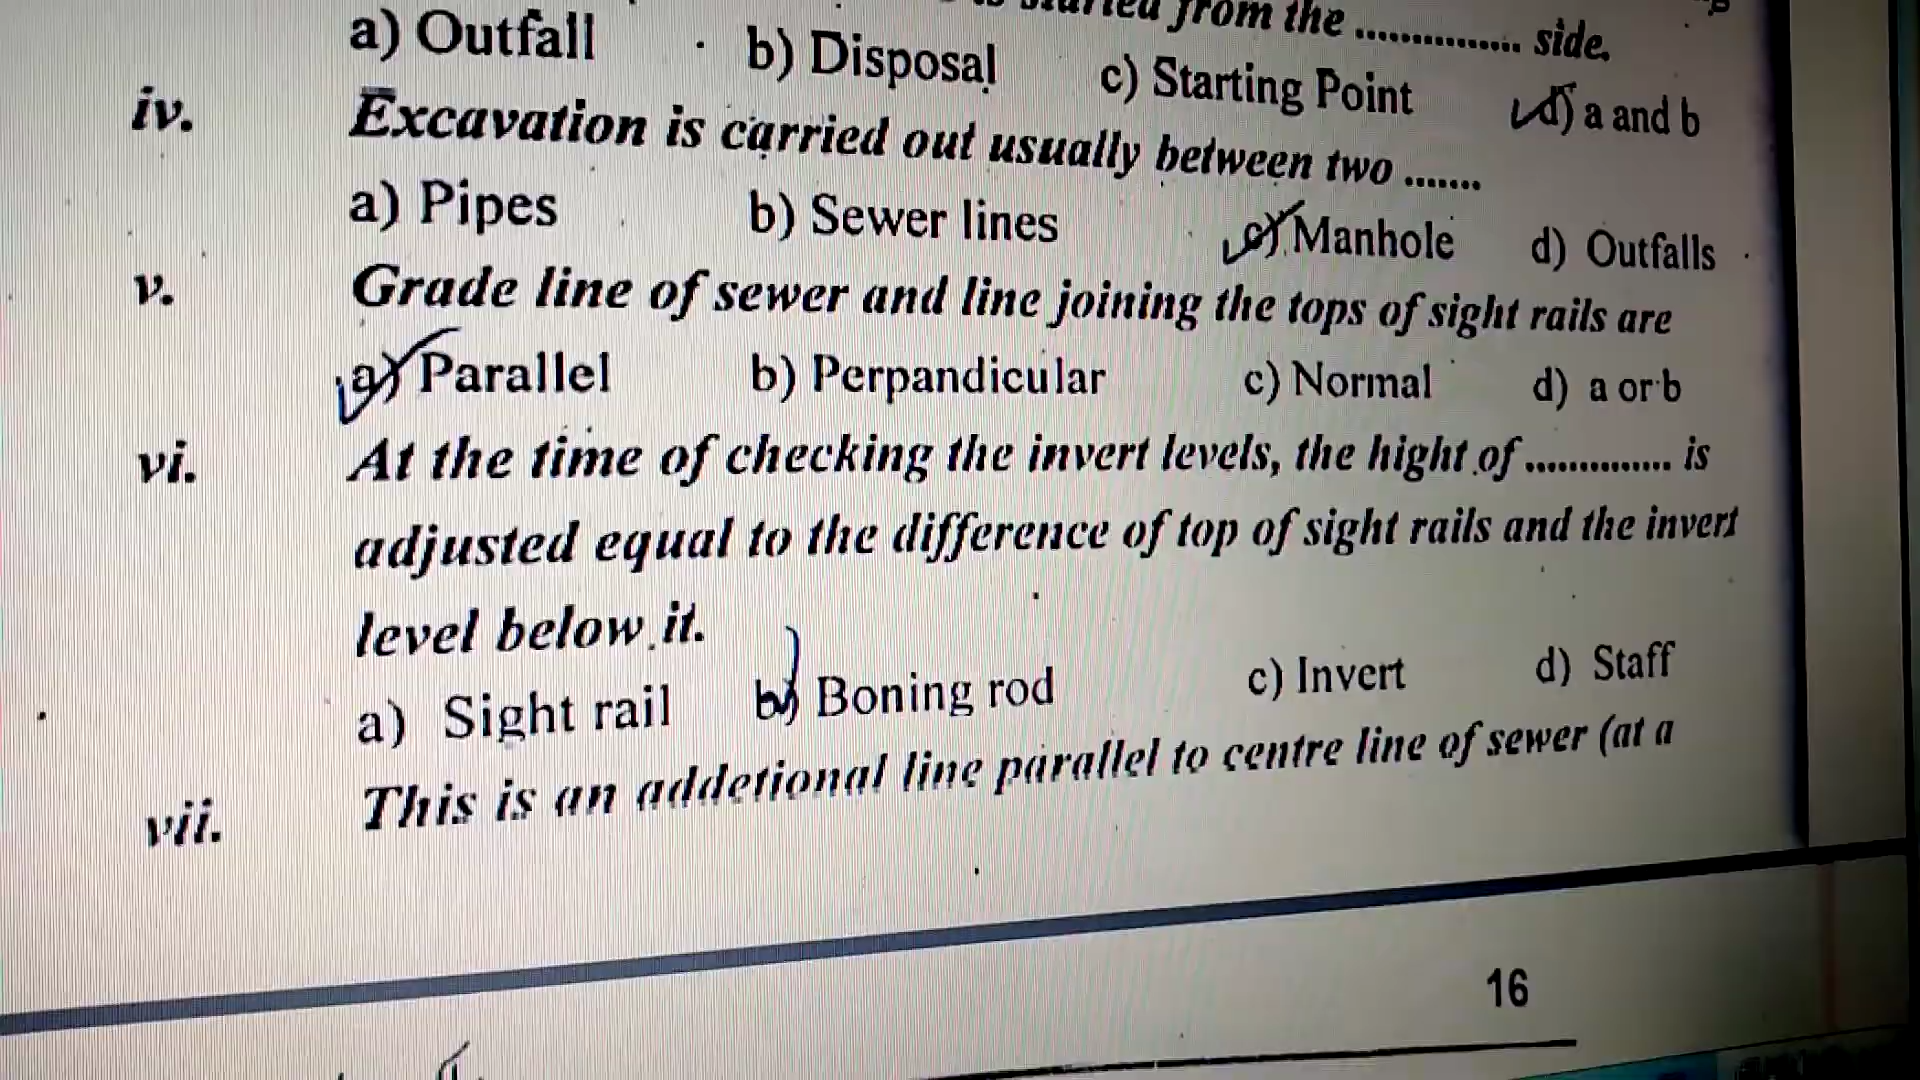 from the ............... side.
a) Outfall b) Disposal c) Starting Point d) a and b
iv. Excavation is carried out usually between two .......
a) Pipes b) Sewer lines c) Manhole d) Outfalls
v. Grade line of sewer and line joining the tops of sight rails are
a) Parallel b) Perpandicular c) Normal d) a or b
vi. At the time of checking the invert levels, the hight of .............. is
adjusted equal to the difference of top of sight rails and the invert
level below it.
a) Sight rail b) Boning rod c) Invert d) Staff
vii. This is an addetional line parallel to centre line of sewer (at a
16